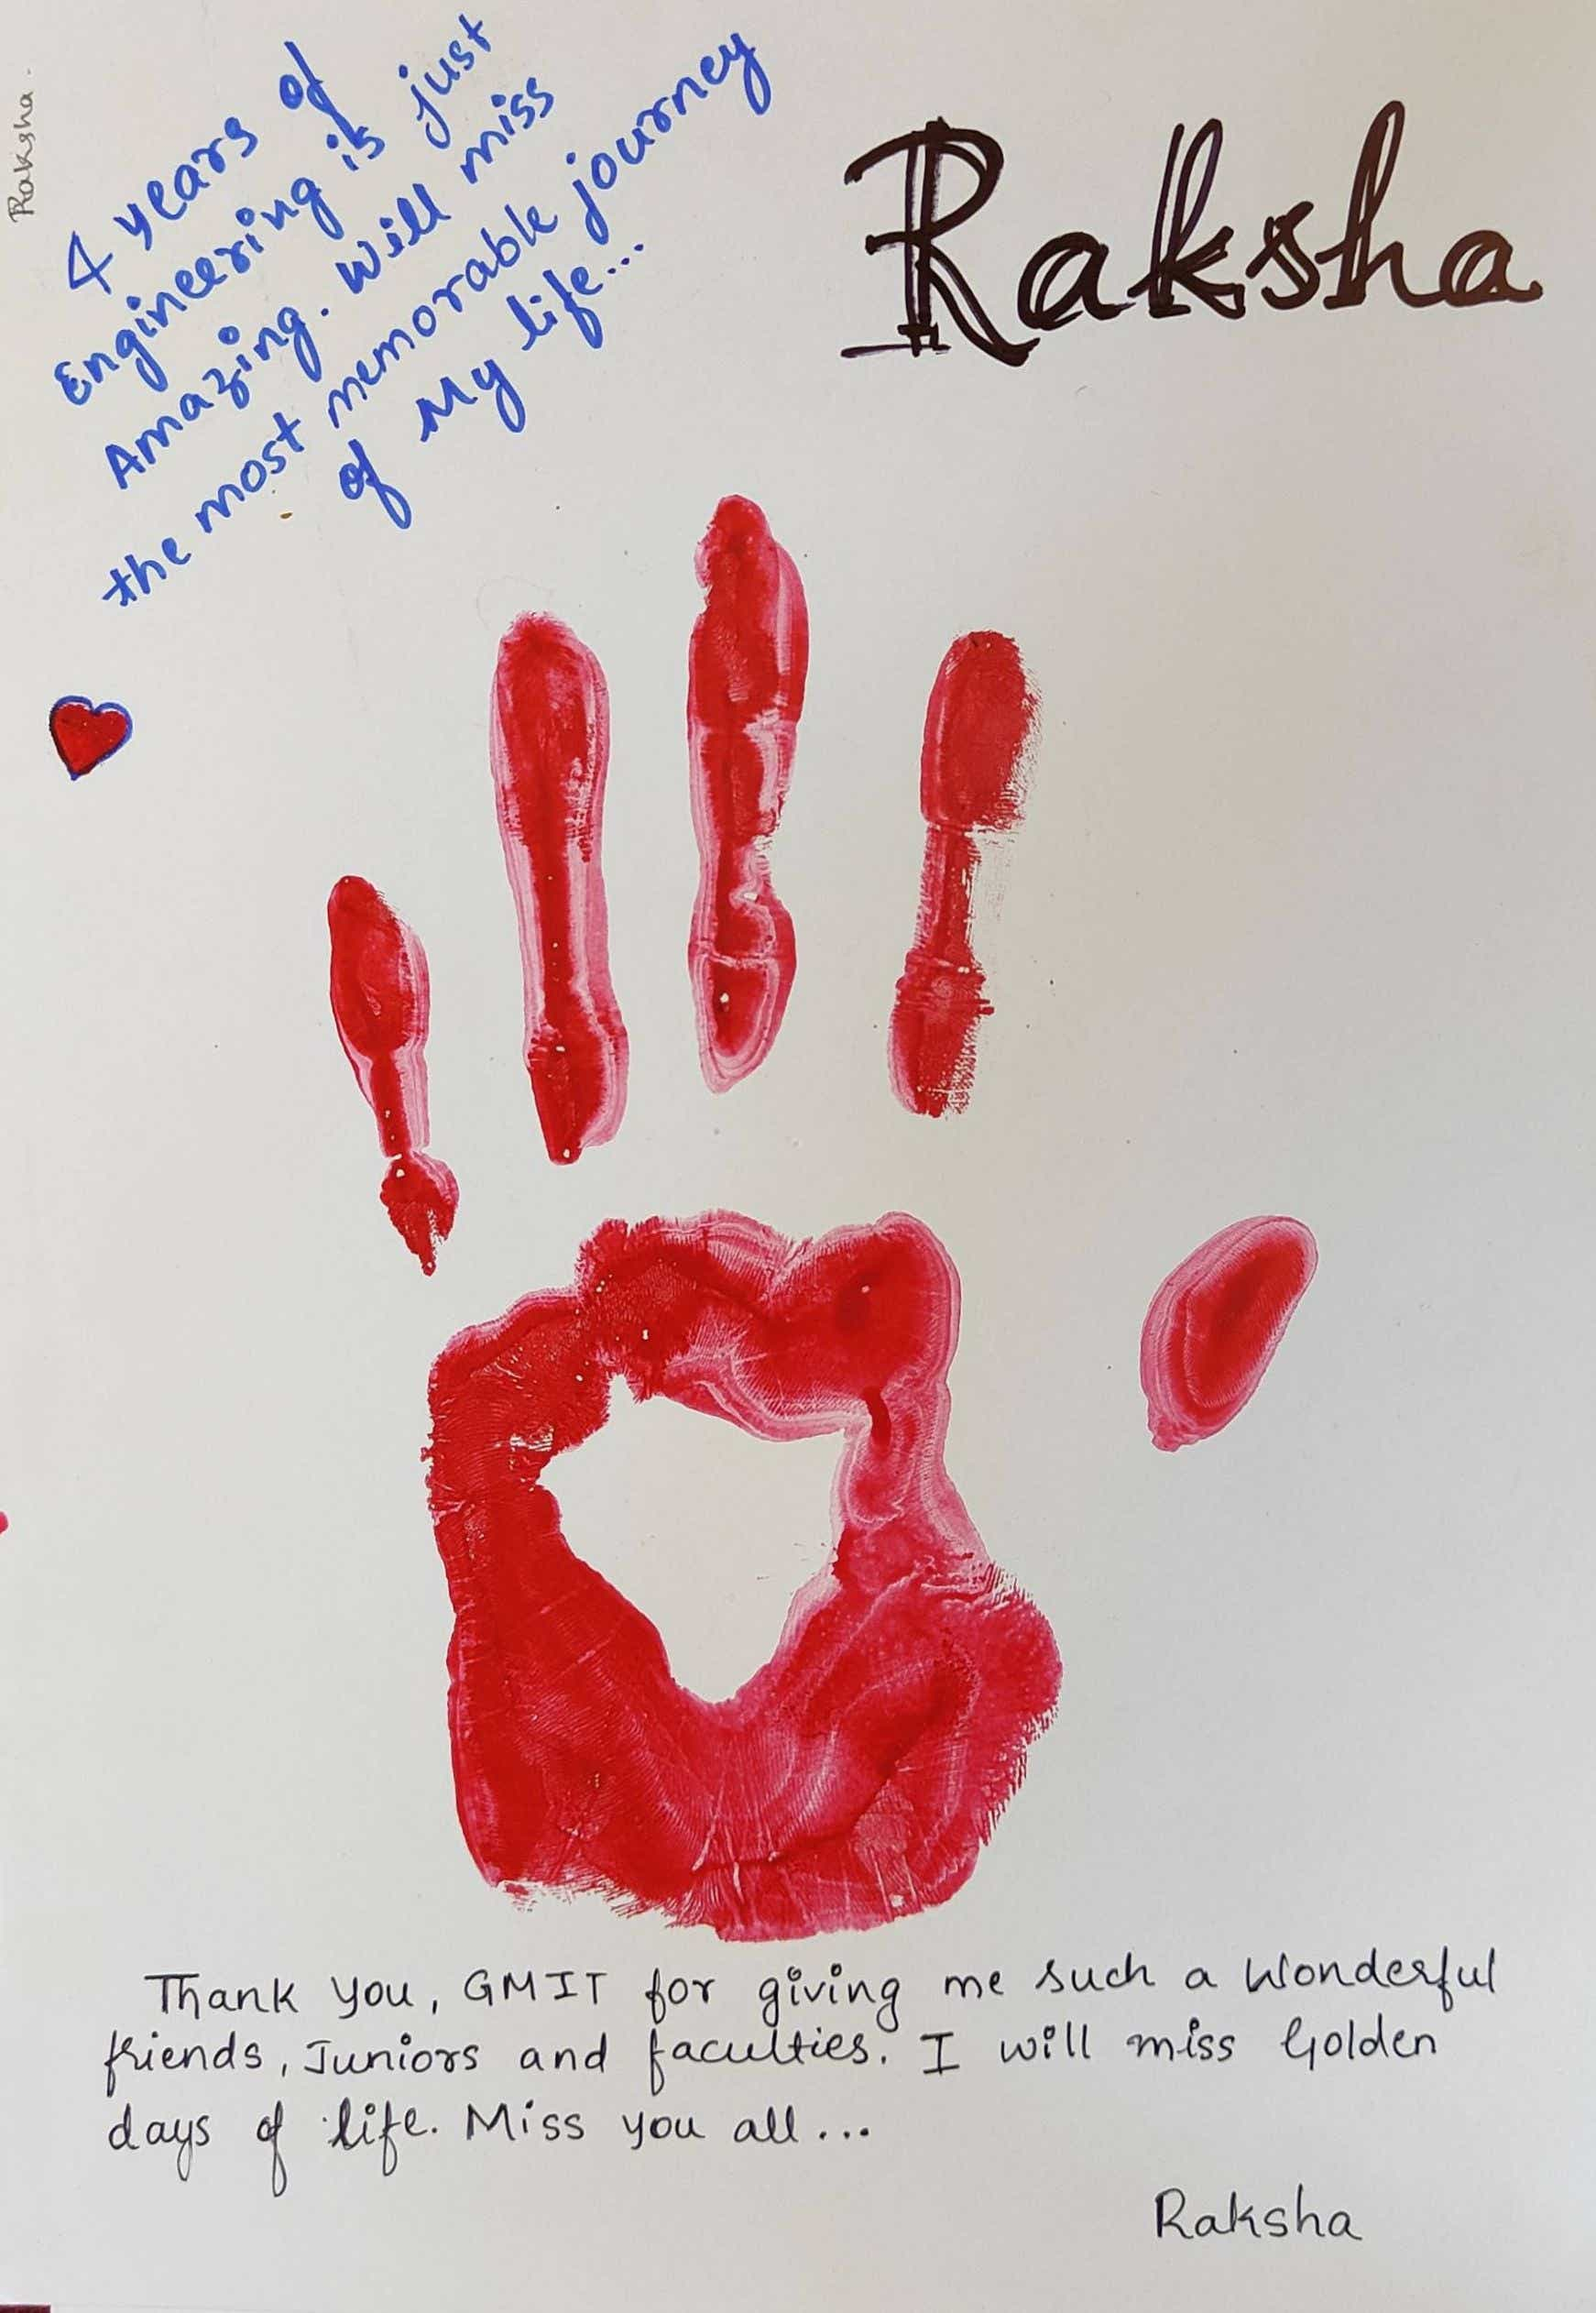 Raksha.
4 years of
Engineering is just
Amazing. Will miss
the most memorable journey
of My life...
Raksha
Thank you, GMIT for giving me such a Wonderful
friends, Juniors and faculties. I will miss Golden
days of life. Miss you all...
Raksha